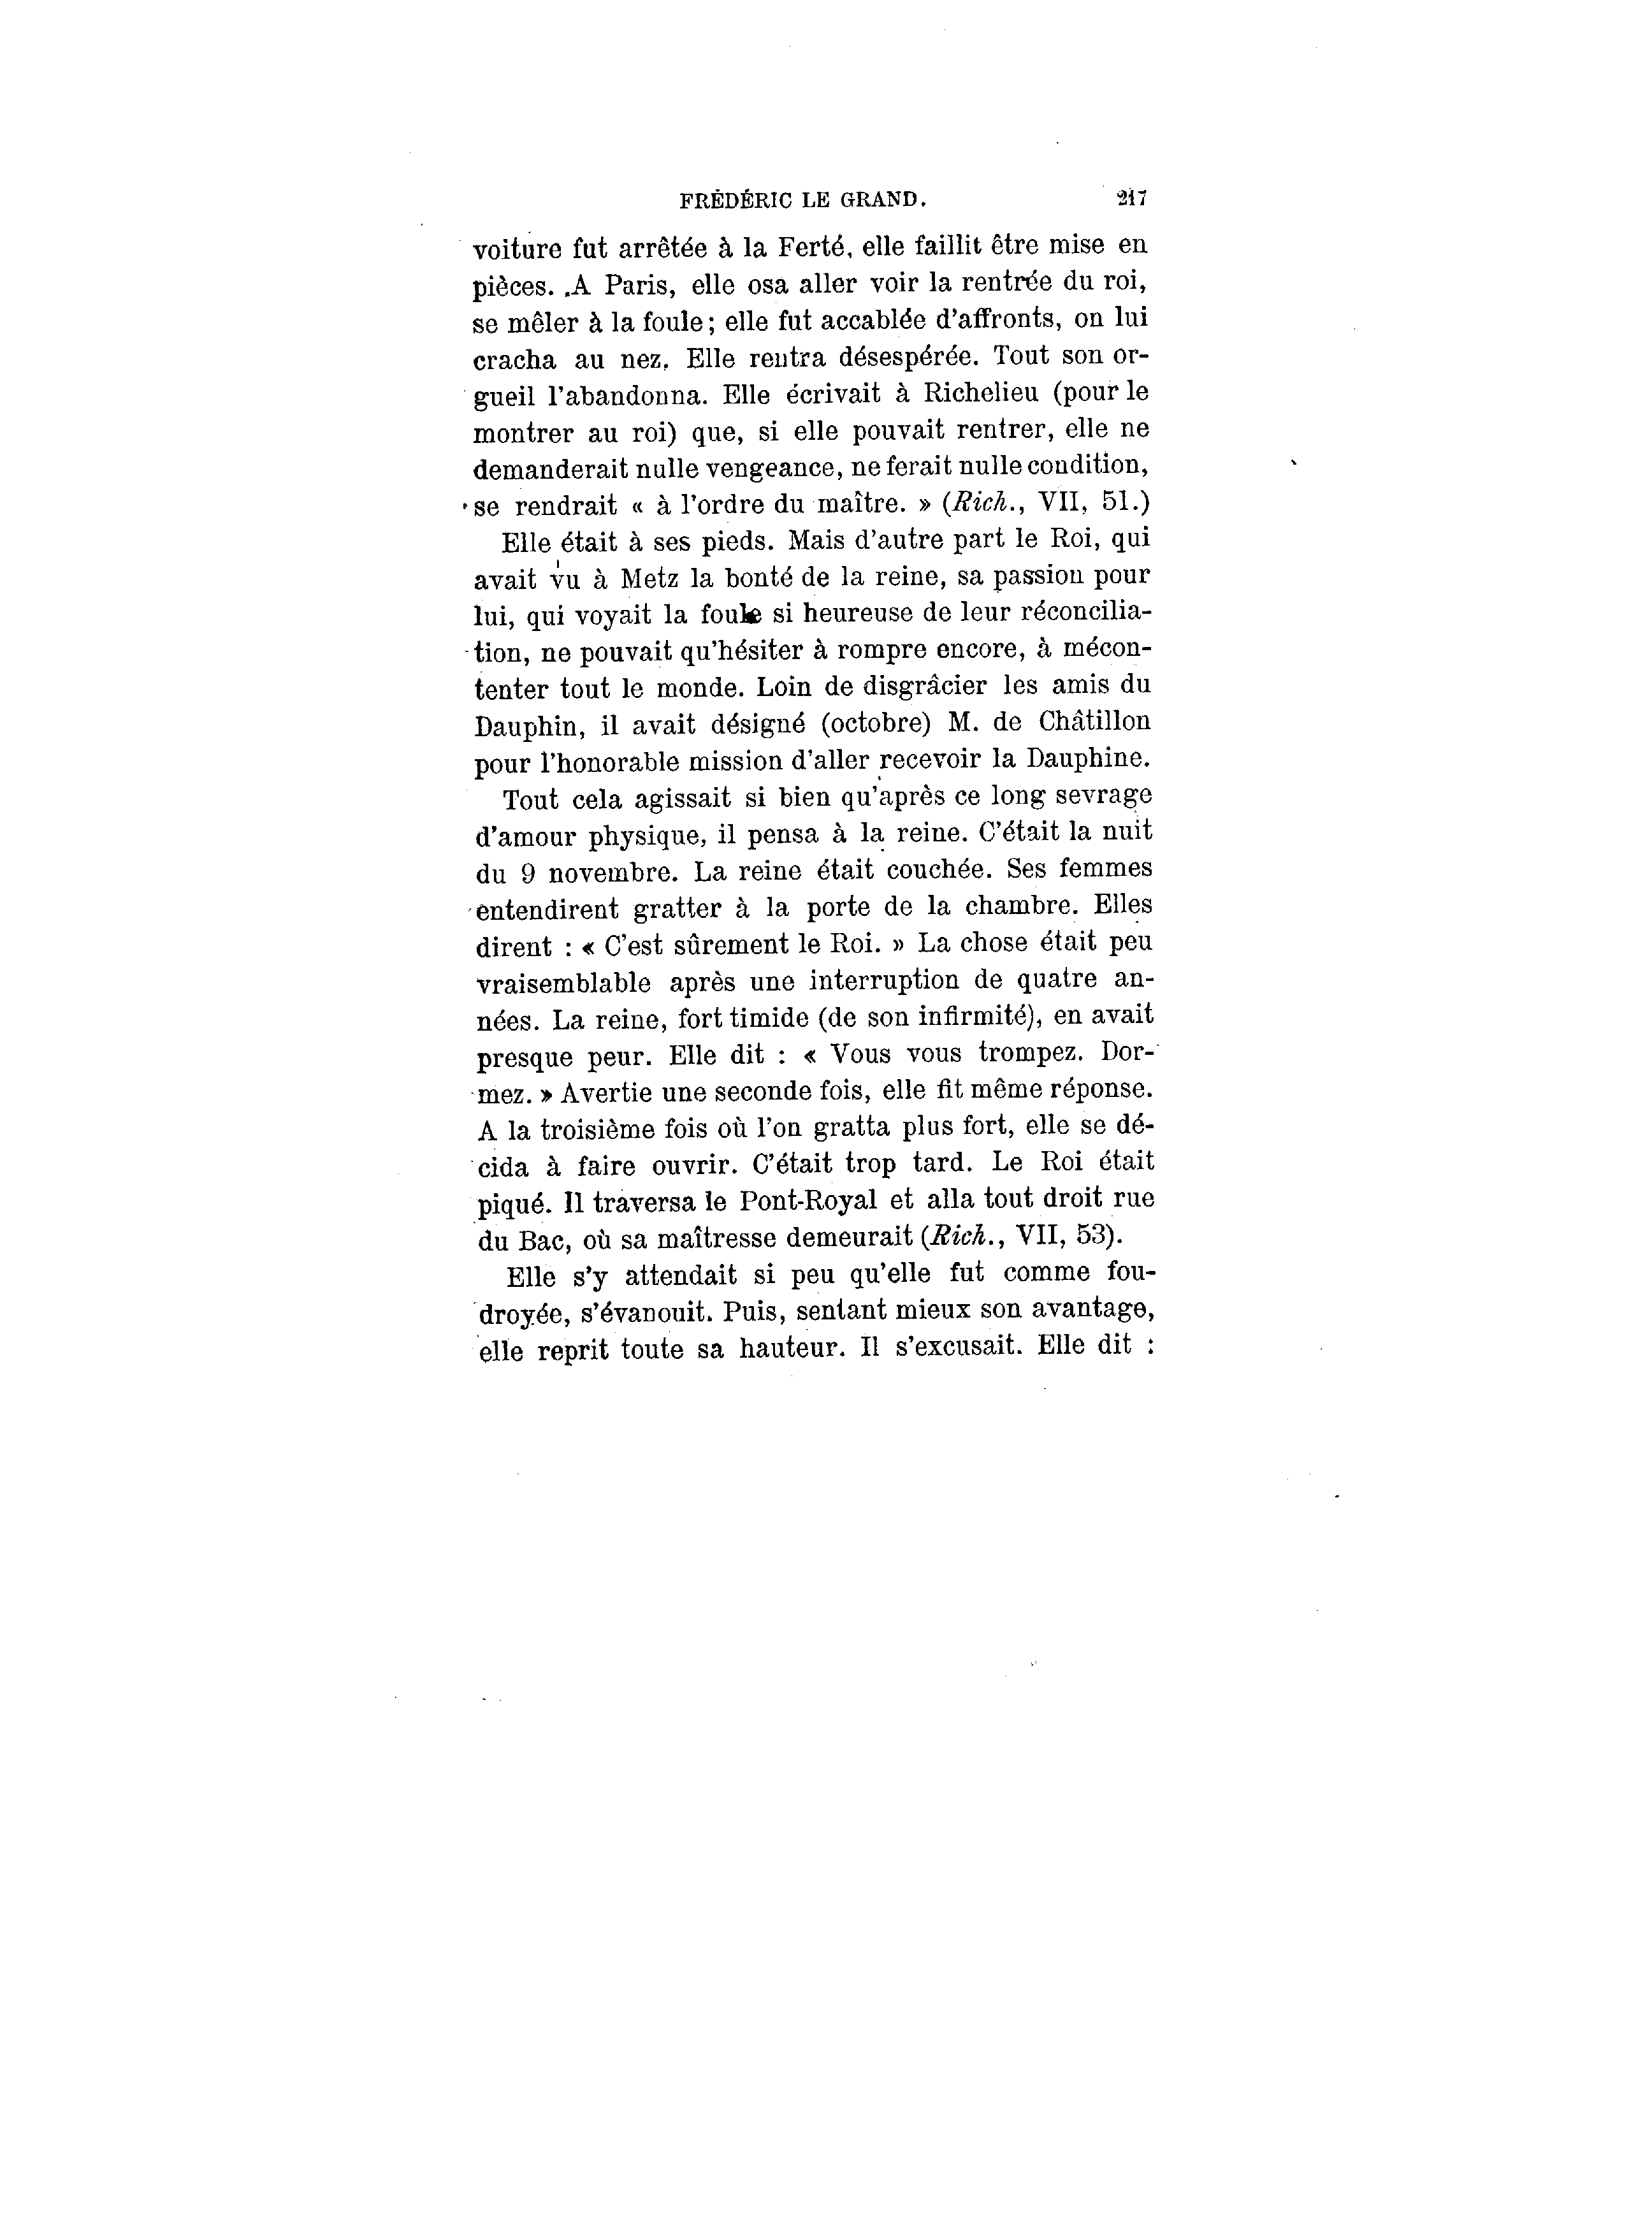 FRÉDÉRIC LE GRAND. 217
voiture fut arrêtée à la Ferté, elle faillit être mise en
pièces. A Paris, elle osa aller voir la rentrée du roi,
se mêler à la foule; elle fut accablée d'affronts, on lui
cracha au nez. Elle rentra désespérée. Tout son or-
gueil l'abandonna. Elle écrivait à Richelieu (pour le
montrer au roi) que, si elle pouvait rentrer, elle ne
demanderait nulle vengeance, ne ferait nulle condition,
se rendrait « à l'ordre du maître. » (Rich., VII, 51.)
Elle était à ses pieds. Mais d'autre part le Roi, qui
avait vu à Metz la bonté de la reine, sa passion pour
lui, qui voyait la foule si heureuse de leur réconcilia-
tion, ne pouvait qu'hésiter à rompre encore, à mécon-
tenter tout le monde. Loin de disgrâcier les amis du
Dauphin, il avait désigné (octobre) M. de Châtillon
pour l'honorable mission d'aller recevoir la Dauphine.
Tout cela agissait si bien qu'après ce long sevrage
d'amour physique, il pensa à la reine. C'était la nuit
du 9 novembre. La reine était couchée. Ses femmes
entendirent gratter à la porte de la chambre. Elles
dirent : « C'est sûrement le Roi. » La chose était peu
vraisemblable après une interruption de quatre an-
nées. La reine, fort timide (de son infirmité), en avait
presque peur. Elle dit : « Vous vous trompez. Dor-
mez. » Avertie une seconde fois, elle fit même réponse.
A la troisième fois où l'on gratta plus fort, elle se dé-
cida à faire ouvrir. C'était trop tard. Le Roi était
piqué. Il traversa le Pont-Royal et alla tout droit rue
du Bac, où sa maîtresse demeurait (Rich., VII, 53).
Elle s'y attendait si peu qu'elle fut comme fou-
droyée, s'évanouit. Puis, sentant mieux son avantage,
elle reprit toute sa hauteur. Il s'excusait. Elle dit :